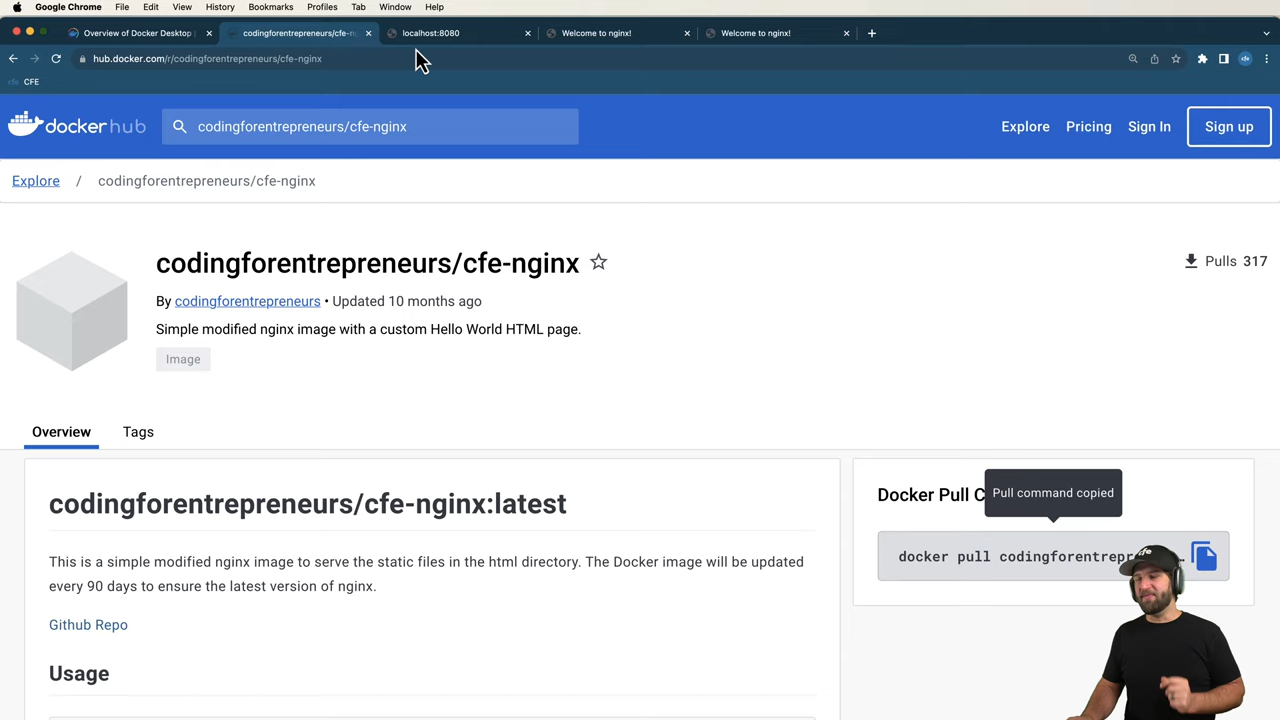 Google Chrome File Edit View History Bookmarks Profiles Tab Window Help
Overview of Docker Desktop
codingforentrepreneurs/cfe-n
localhost:8080
Welcome to nginx!
Welcome to nginx!
hub.docker.com/r/codingforentrepreneurs/cfe-nginx
cfe
cfe CFE
docker hub
codingforentrepreneurs/cfe-nginx
Explore Pricing Sign In Sign up
Explore / codingforentrepreneurs/cfe-nginx
codingforentrepreneurs/cfe-nginx
Pulls 317
By codingforentrepreneurs • Updated 10 months ago
Simple modified nginx image with a custom Hello World HTML page.
Image
Overview Tags
codingforentrepreneurs/cfe-nginx:latest
This is a simple modified nginx image to serve the static files in the html directory. The Docker image will be updated
every 90 days to ensure the latest version of nginx.
Github Repo
Usage
Docker Pull C
Pull command copied
docker pull codingforentrepr
cfe